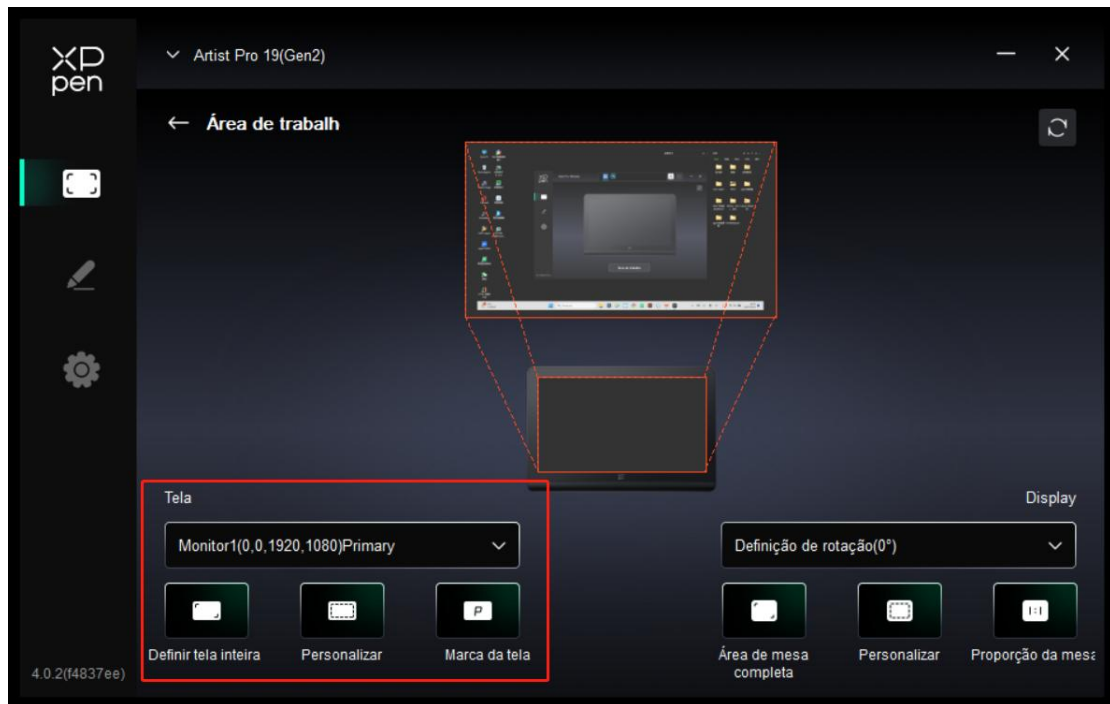 XP
pen
Artist Pro 19(Gen2)
Área de trabalh
Tela
Display
Monitor1(0,0,1920,1080)Primary
Definição de rotação(0°)
P
1:1
Definir tela inteira
Personalizar
Marca da tela
Área de mesa
completa
Personalizar
Proporção da mesa
4.0.2(f4837ee)